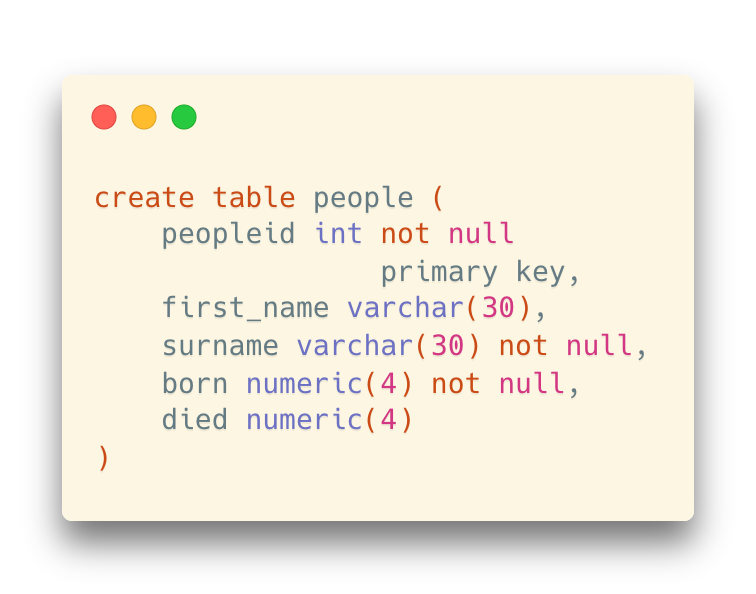 create table people (
    peopleid int not null
                 primary key,
    first_name varchar(30),
    surname varchar(30) not null,
    born numeric(4) not null,
    died numeric(4)
)